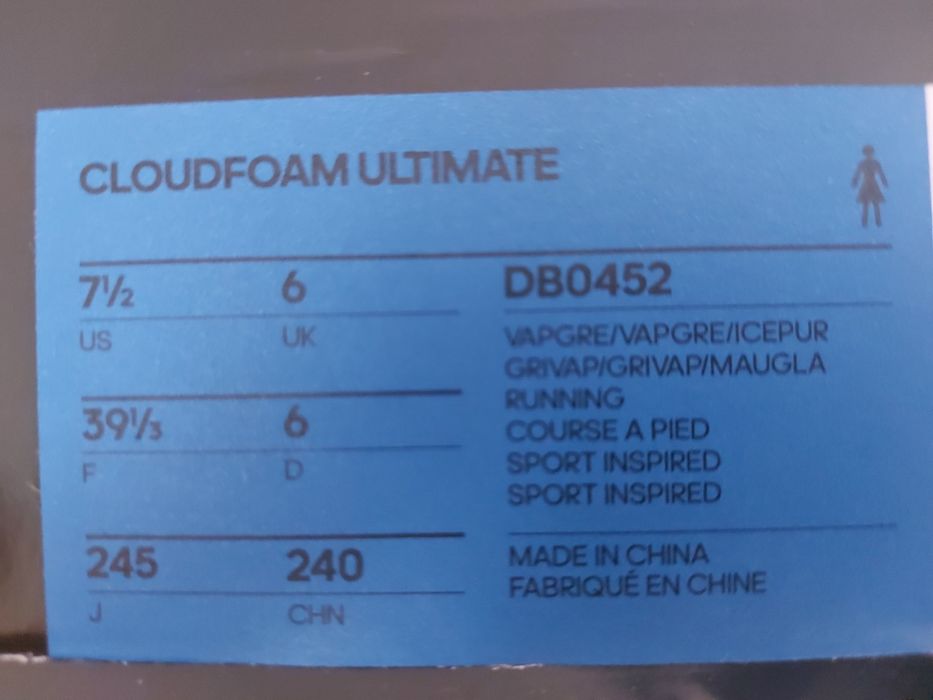 CLOUDFOAM ULTIMATE
7½ 6
US UK
39⅓ 6
F D
245 240
J CHN
DB0452
VAPGRE/VAPGRE/ICEPUR
GRIVAP/GRIVAP/MAUGLA
RUNNING
COURSE A PIED
SPORT INSPIRED
SPORT INSPIRED
MADE IN CHINA
FABRIQUÉ EN CHINE